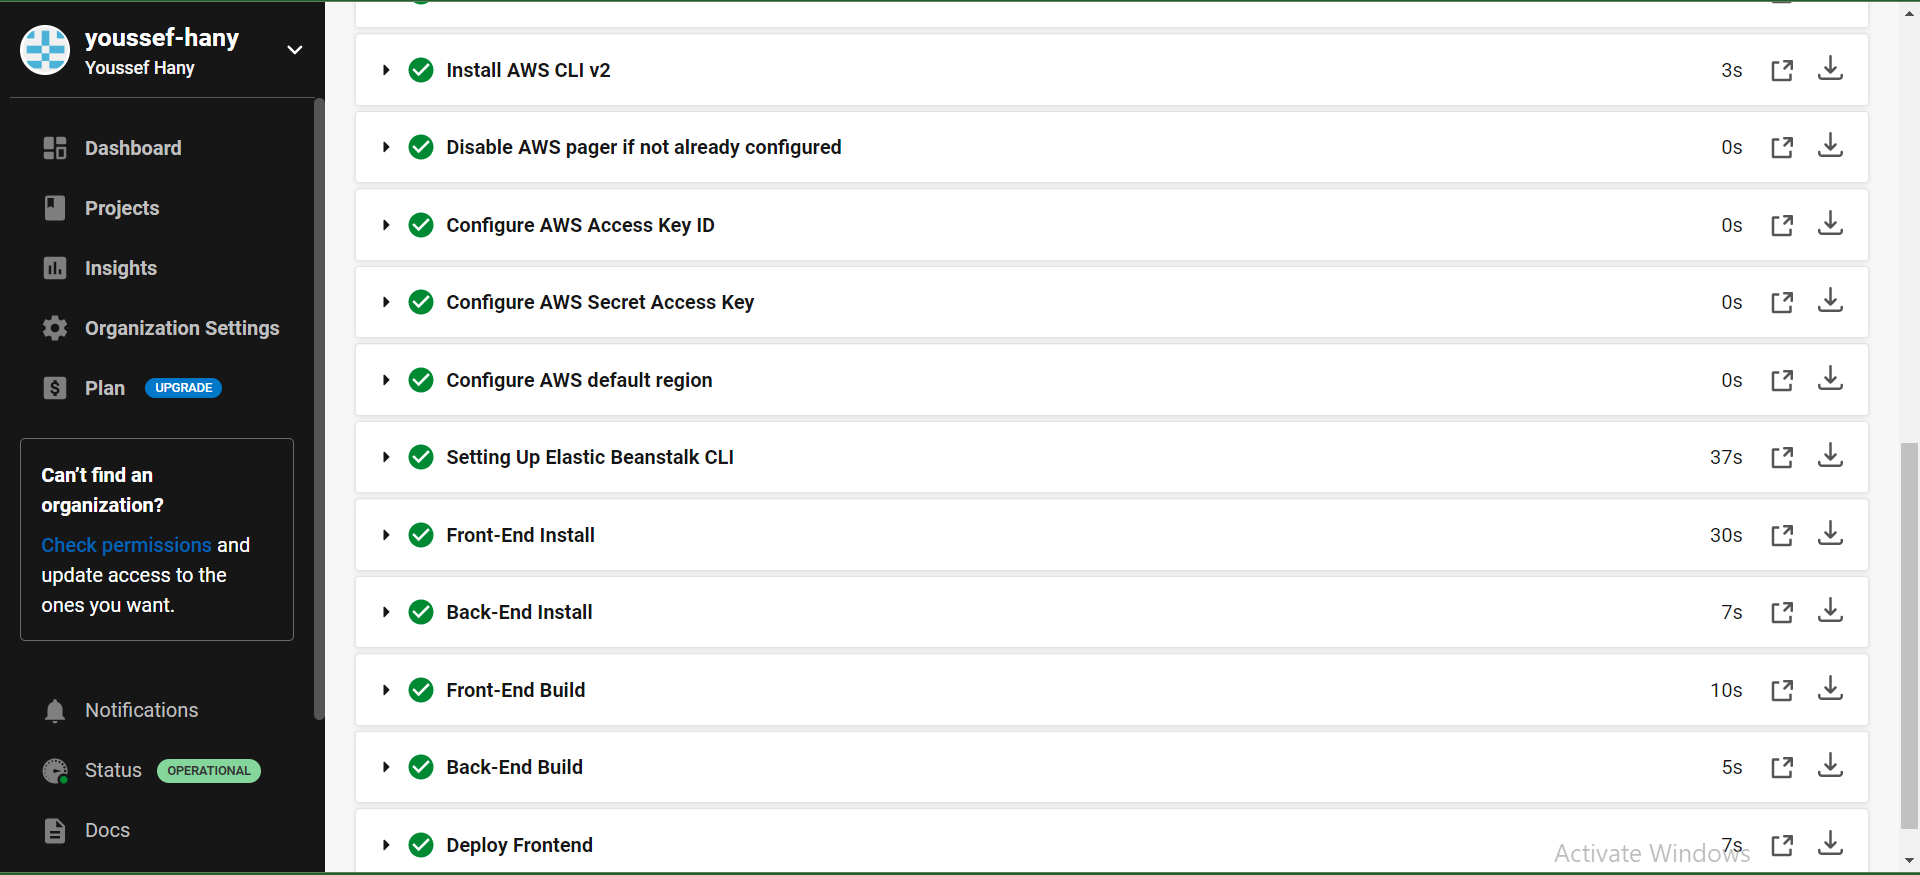 youssef-hany
Youssef Hany
Dashboard
Projects
Insights
Organization Settings
Plan UPGRADE
Can't find an
organization?
Check permissions and
update access to the
ones you want.
Notifications
Status OPERATIONAL
Docs
Install AWS CLI v2 3s
Disable AWS pager if not already configured 0s
Configure AWS Access Key ID 0s
Configure AWS Secret Access Key 0s
Configure AWS default region 0s
Setting Up Elastic Beanstalk CLI 37s
Front-End Install 30s
Back-End Install 7s
Front-End Build 10s
Back-End Build 5s
Deploy Frontend 7s
Activate Windows